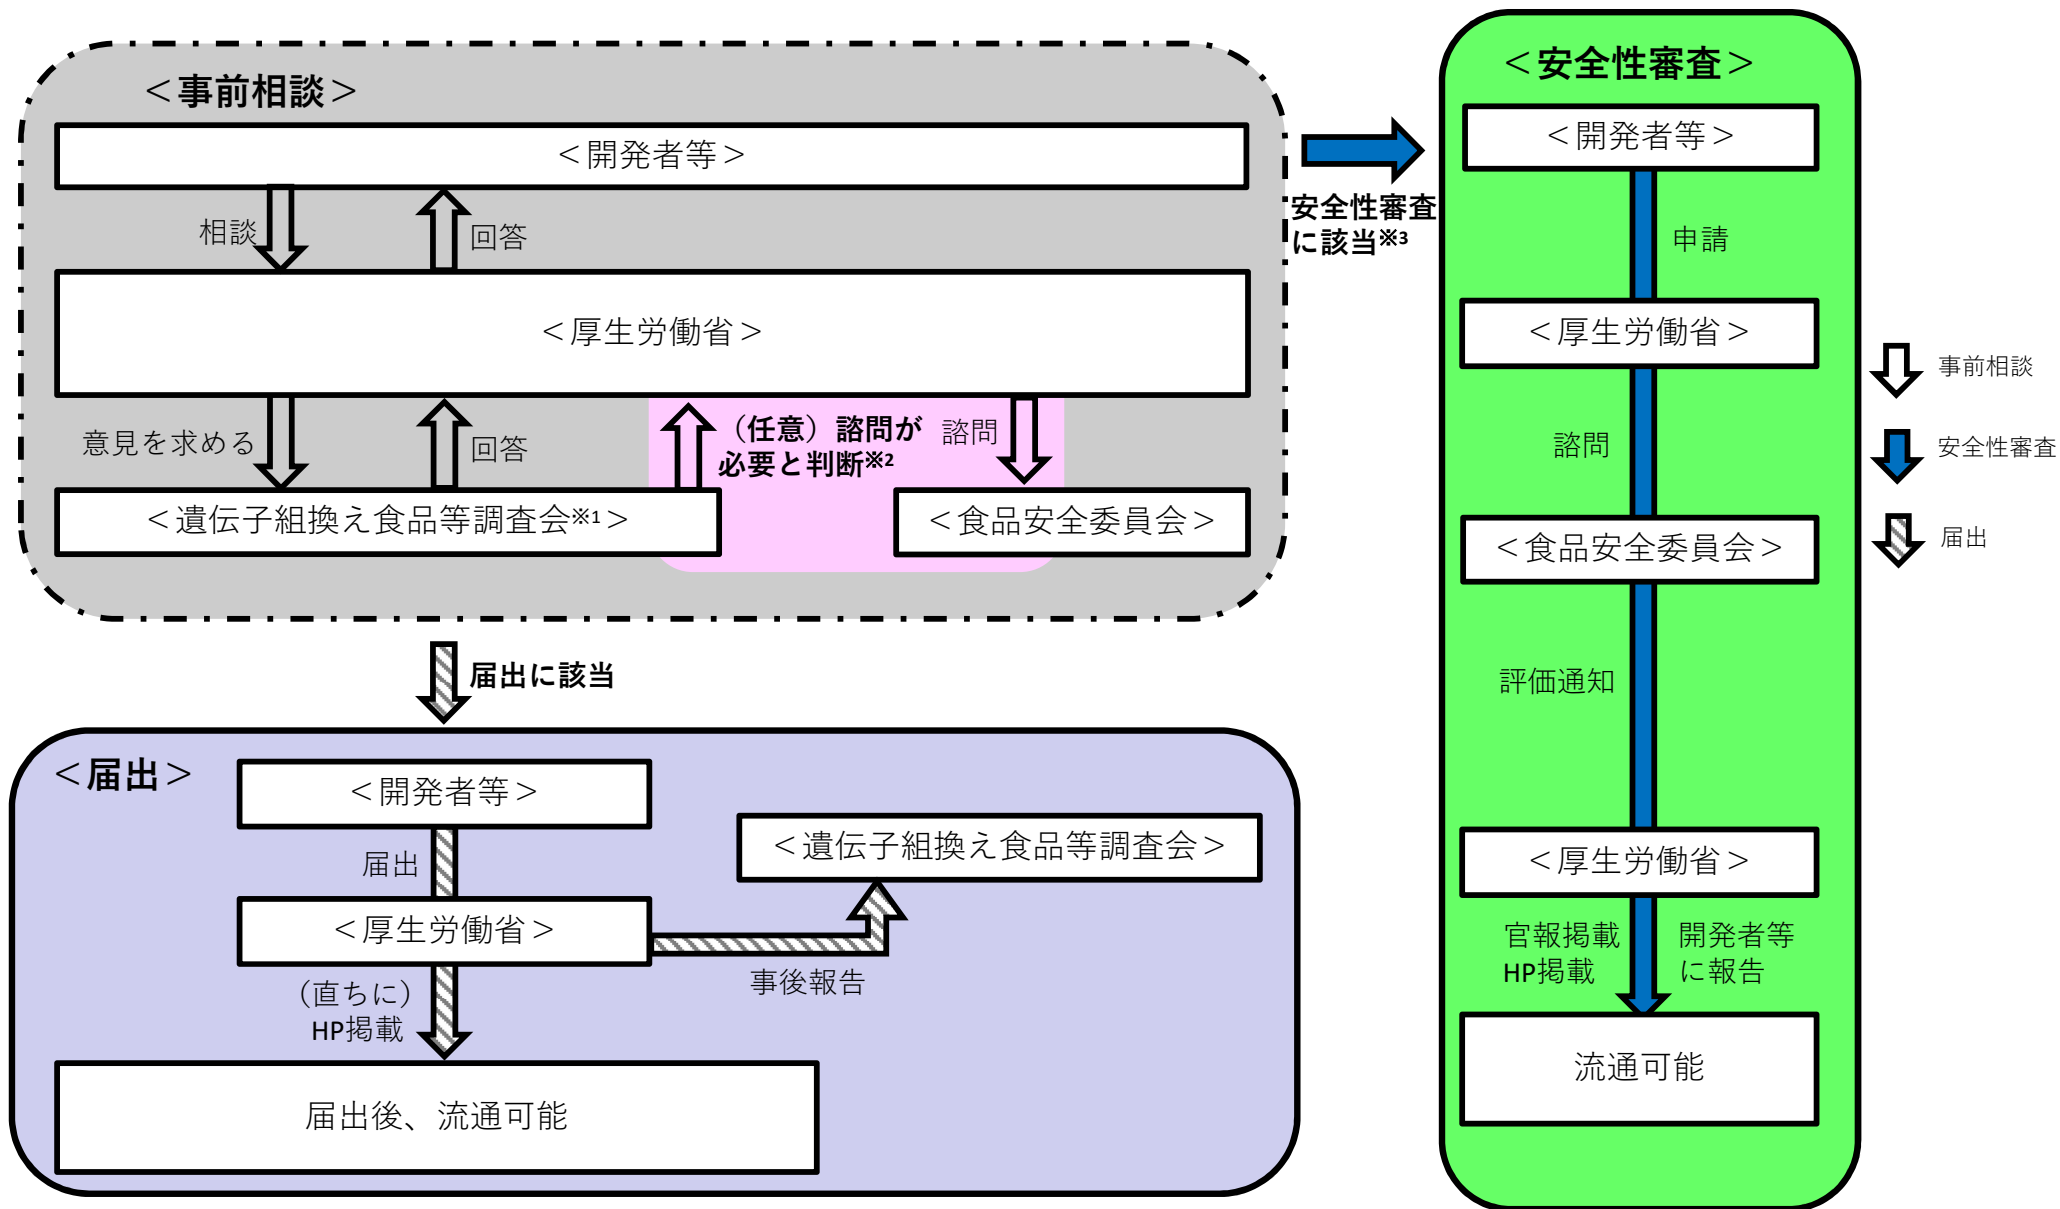 ＜事前相談＞
＜開発者等＞
相談
回答
＜厚生労働省＞
意見を求める
回答
（任意）諮問が
必要と判断※2
諮問
＜遺伝子組換え食品等調査会※1＞
＜食品安全委員会＞
安全性審査
に該当※3
届出に該当
＜届出＞
＜開発者等＞
届出
＜厚生労働省＞
＜遺伝子組換え食品等調査会＞
事後報告
（直ちに）
HP掲載
届出後、流通可能
＜安全性審査＞
＜開発者等＞
申請
＜厚生労働省＞
諮問
＜食品安全委員会＞
評価通知
＜厚生労働省＞
官報掲載
HP掲載
開発者等
に報告
流通可能
事前相談
安全性審査
届出